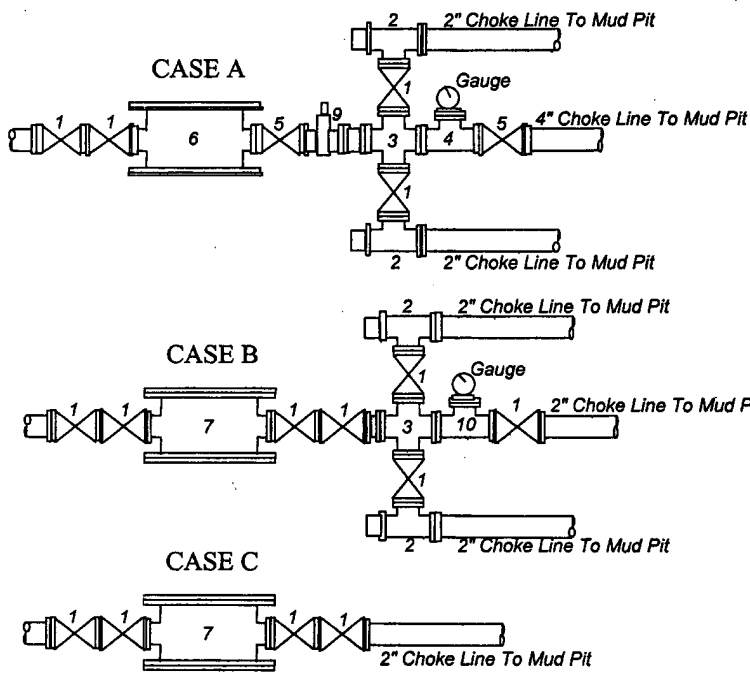 2 2" Choke Line To Mud Pit
CASE A
1
Gauge
1 1 5 9 5 4" Choke Line To Mud Pit
6 3 4
1
2 2" Choke Line To Mud Pit
2 2" Choke Line To Mud Pit
CASE B
1
Gauge
1 1 1 1 1 2" Choke Line To Mud P
7 3 10
1
2 2" Choke Line To Mud Pit
CASE C
1 1 7 1 1
2" Choke Line To Mud Pit